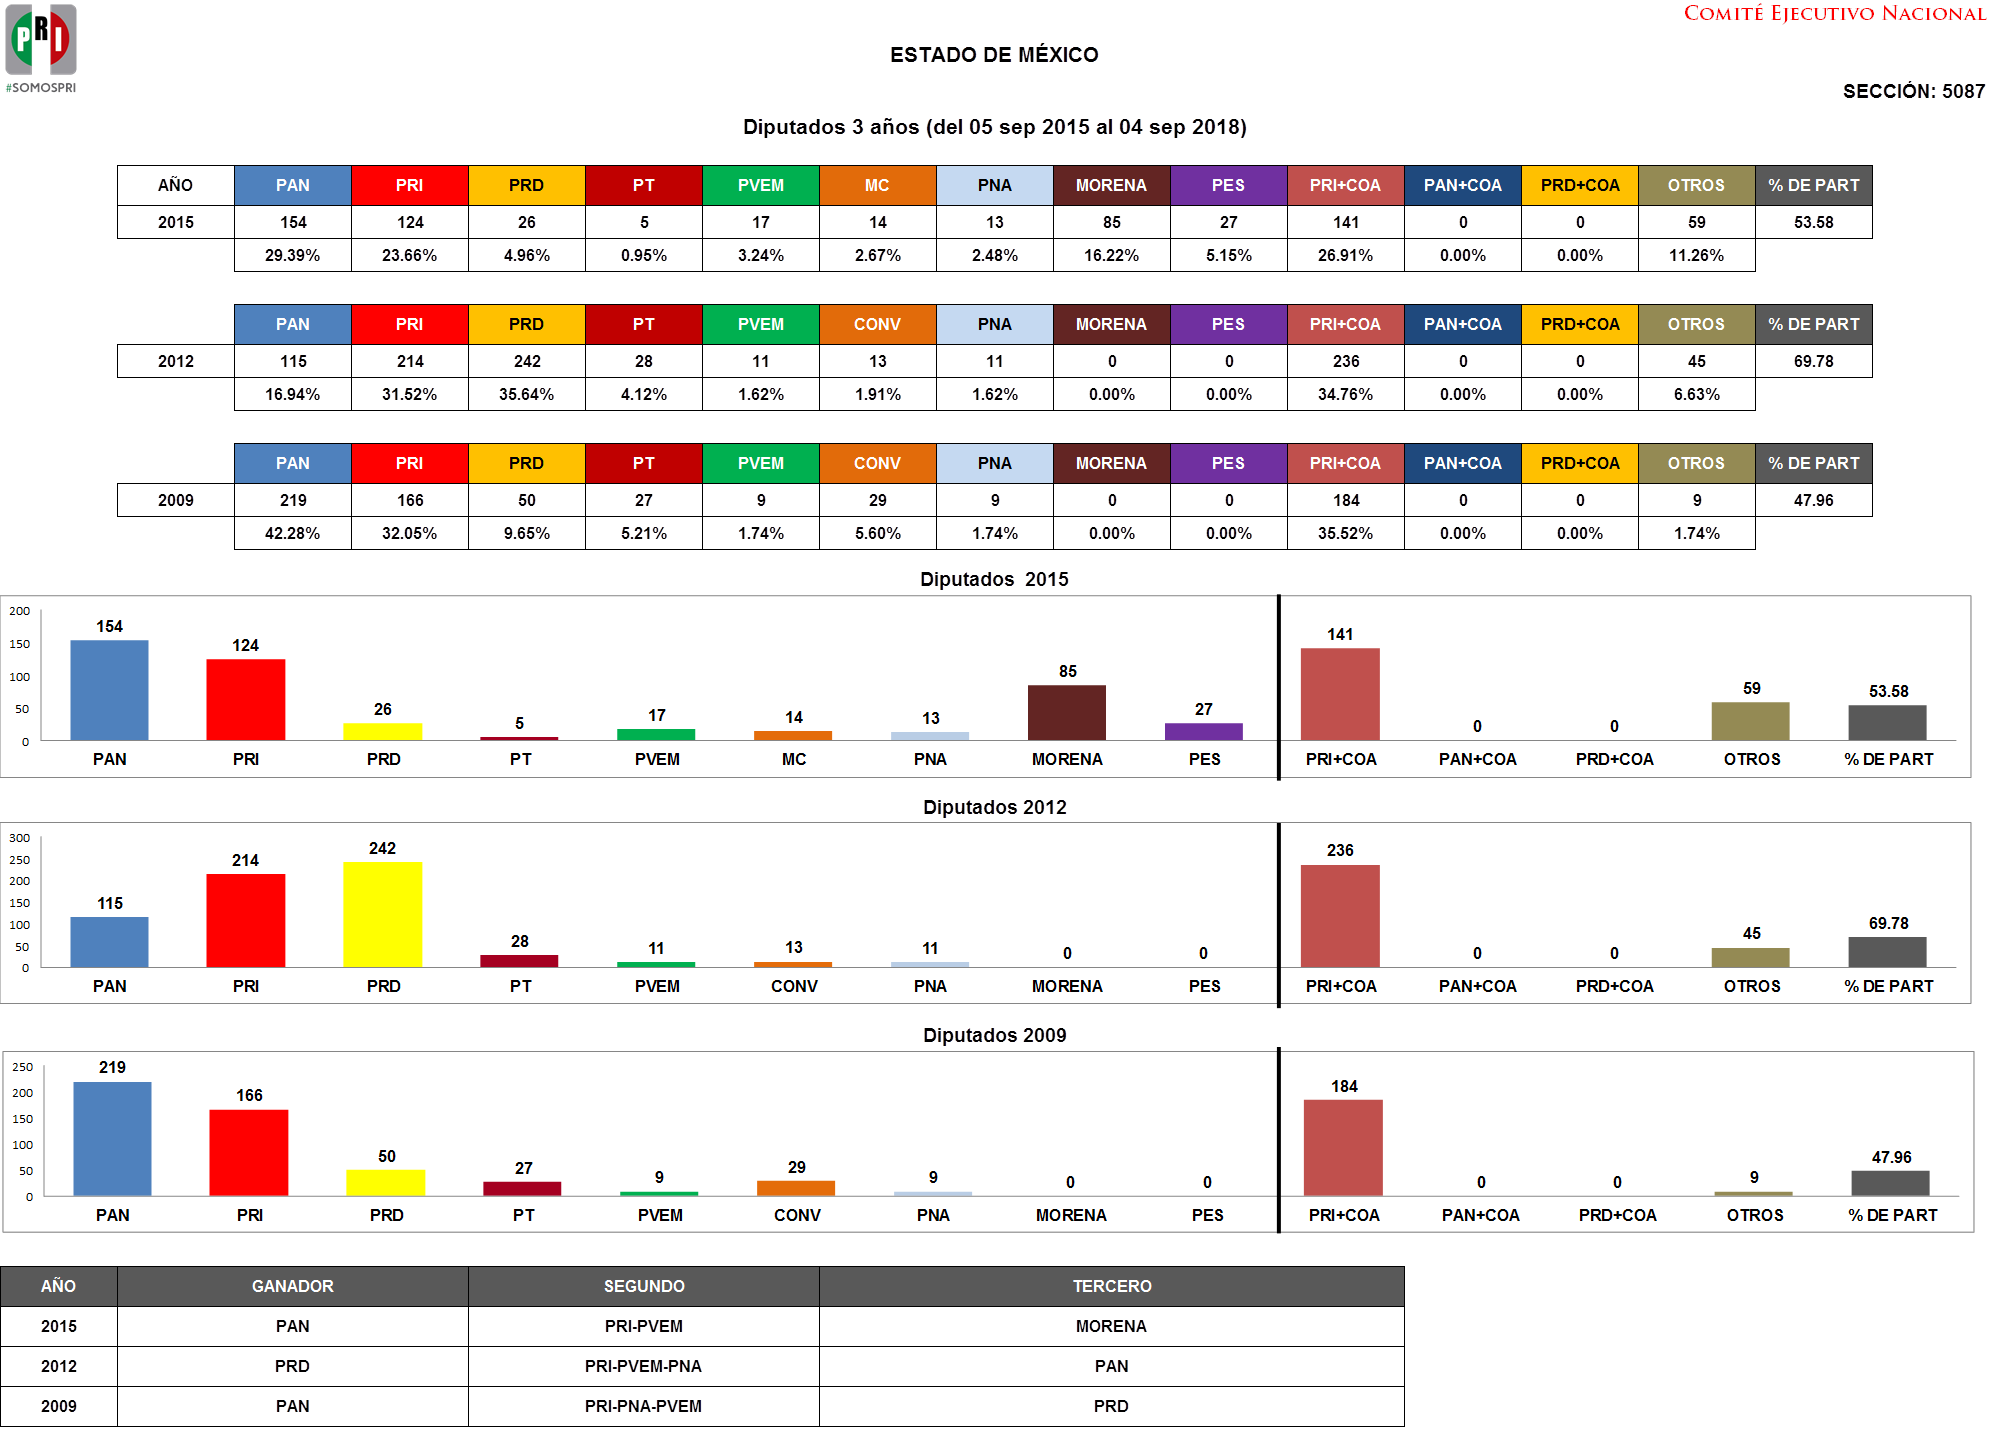 PRI
#SOMOSPRI
COMITÉ EJECUTIVO NACIONAL
ESTADO DE MÉXICO
SECCIÓN: 5087
Diputados 3 años (del 05 sep 2015 al 04 sep 2018)
AÑO PAN PRI PRD PT PVEM MC PNA MORENA PES PRI+COA PAN+COA PRD+COA OTROS % DE PART
2015 154 124 26 5 17 14 13 85 27 141 0 0 59 53.58
29.39% 23.66% 4.96% 0.95% 3.24% 2.67% 2.48% 16.22% 5.15% 26.91% 0.00% 0.00% 11.26%
PAN PRI PRD PT PVEM CONV PNA MORENA PES PRI+COA PAN+COA PRD+COA OTROS % DE PART
2012 115 214 242 28 11 13 11 0 0 236 0 0 45 69.78
16.94% 31.52% 35.64% 4.12% 1.62% 1.91% 1.62% 0.00% 0.00% 34.76% 0.00% 0.00% 6.63%
PAN PRI PRD PT PVEM CONV PNA MORENA PES PRI+COA PAN+COA PRD+COA OTROS % DE PART
2009 219 166 50 27 9 29 9 0 0 184 0 0 9 47.96
42.28% 32.05% 9.65% 5.21% 1.74% 5.60% 1.74% 0.00% 0.00% 35.52% 0.00% 0.00% 1.74%
Diputados 2015
200
150
100
50
0
154 124 26 5 17 14 13 85 27 141 0 0 59 53.58
PAN PRI PRD PT PVEM MC PNA MORENA PES PRI+COA PAN+COA PRD+COA OTROS % DE PART
Diputados 2012
300
250
200
150
100
50
0
115 214 242 28 11 13 11 0 0 236 0 0 45 69.78
PAN PRI PRD PT PVEM CONV PNA MORENA PES PRI+COA PAN+COA PRD+COA OTROS % DE PART
Diputados 2009
250
200
150
100
50
0
219 166 50 27 9 29 9 0 0 184 0 0 9 47.96
PAN PRI PRD PT PVEM CONV PNA MORENA PES PRI+COA PAN+COA PRD+COA OTROS % DE PART
AÑO GANADOR SEGUNDO TERCERO
2015 PAN PRI-PVEM MORENA
2012 PRD PRI-PVEM-PNA PAN
2009 PAN PRI-PNA-PVEM PRD